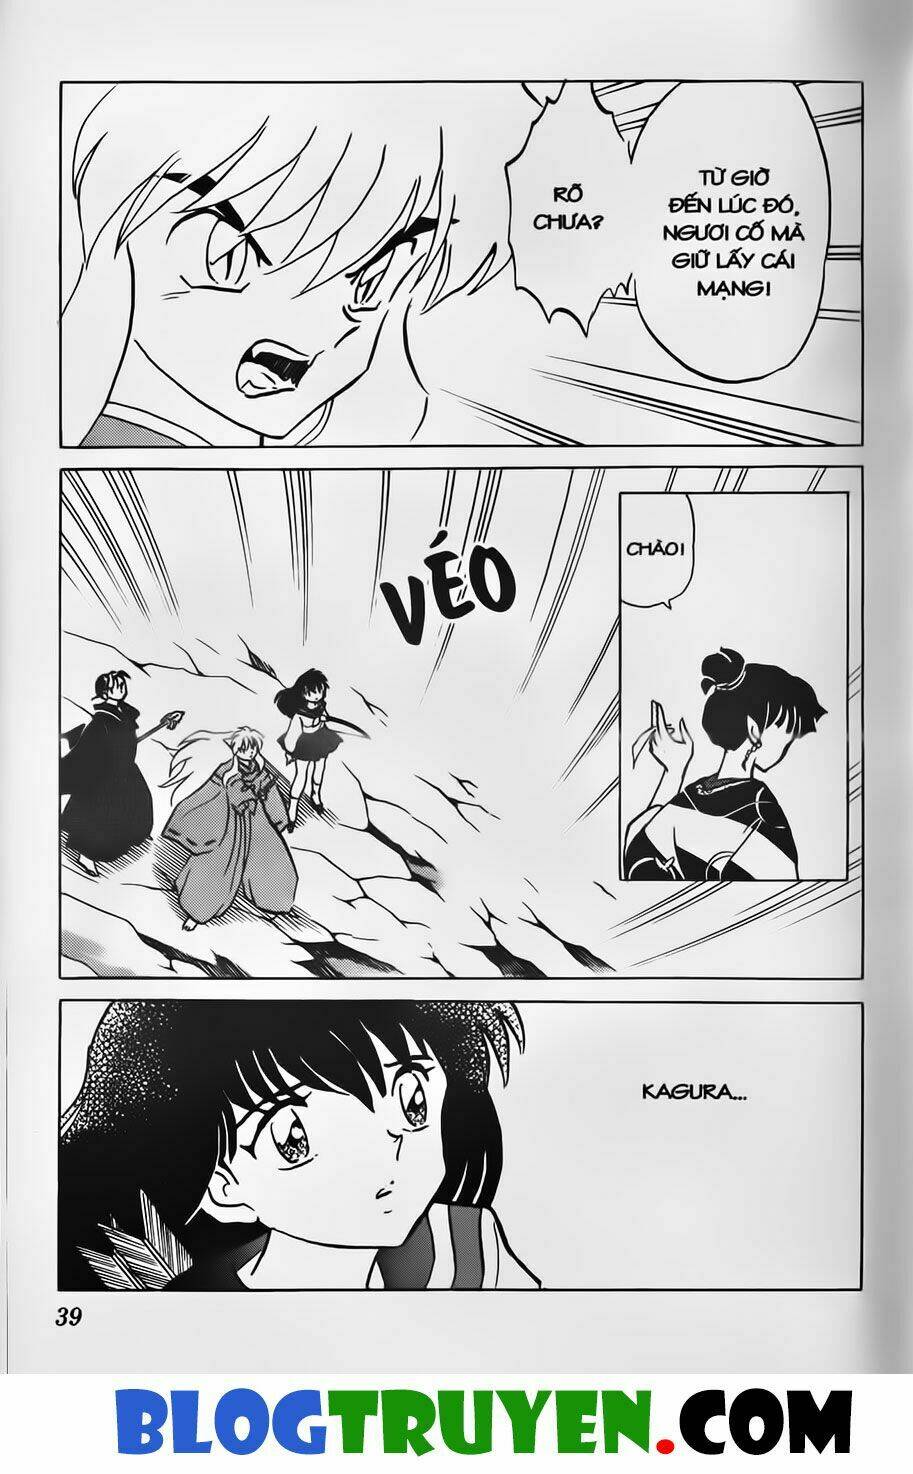 TỪ GIỜ
ĐẾN LÚC ĐÓ,
NGƯƠI CỐ MÀ
GIỮ LẤY CÁI
MẠNG!
RÕ
CHƯA?
CHÀO!
VÉO
KAGURA...
39
BLOGTRUYEN.COM